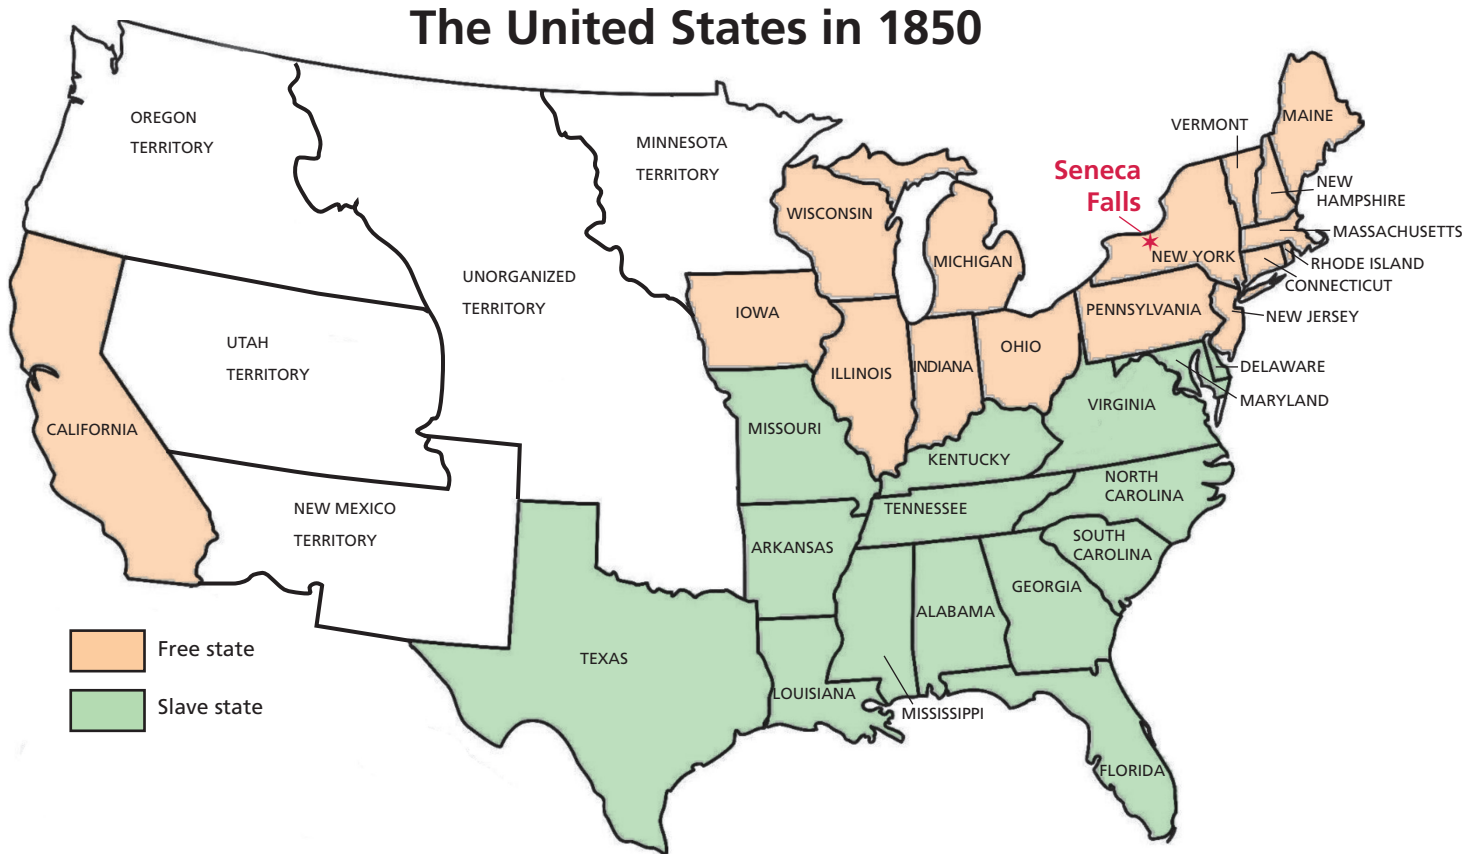 The United States in 1850
OREGON
TERRITORY
MINNESOTA
TERRITORY
UNORGANIZED
TERRITORY
UTAH
TERRITORY
NEW MEXICO
TERRITORY
CALIFORNIA
WISCONSIN
MICHIGAN
IOWA
ILLINOIS
INDIANA
OHIO
PENNSYLVANIA
NEW YORK
Seneca
Falls
VERMONT
MAINE
NEW
HAMPSHIRE
MASSACHUSETTS
RHODE ISLAND
CONNECTICUT
NEW JERSEY
DELAWARE
MARYLAND
VIRGINIA
MISSOURI
KENTUCKY
NORTH
CAROLINA
TENNESSEE
SOUTH
CAROLINA
ARKANSAS
GEORGIA
ALABAMA
TEXAS
LOUISIANA
MISSISSIPPI
FLORIDA
Free state
Slave state